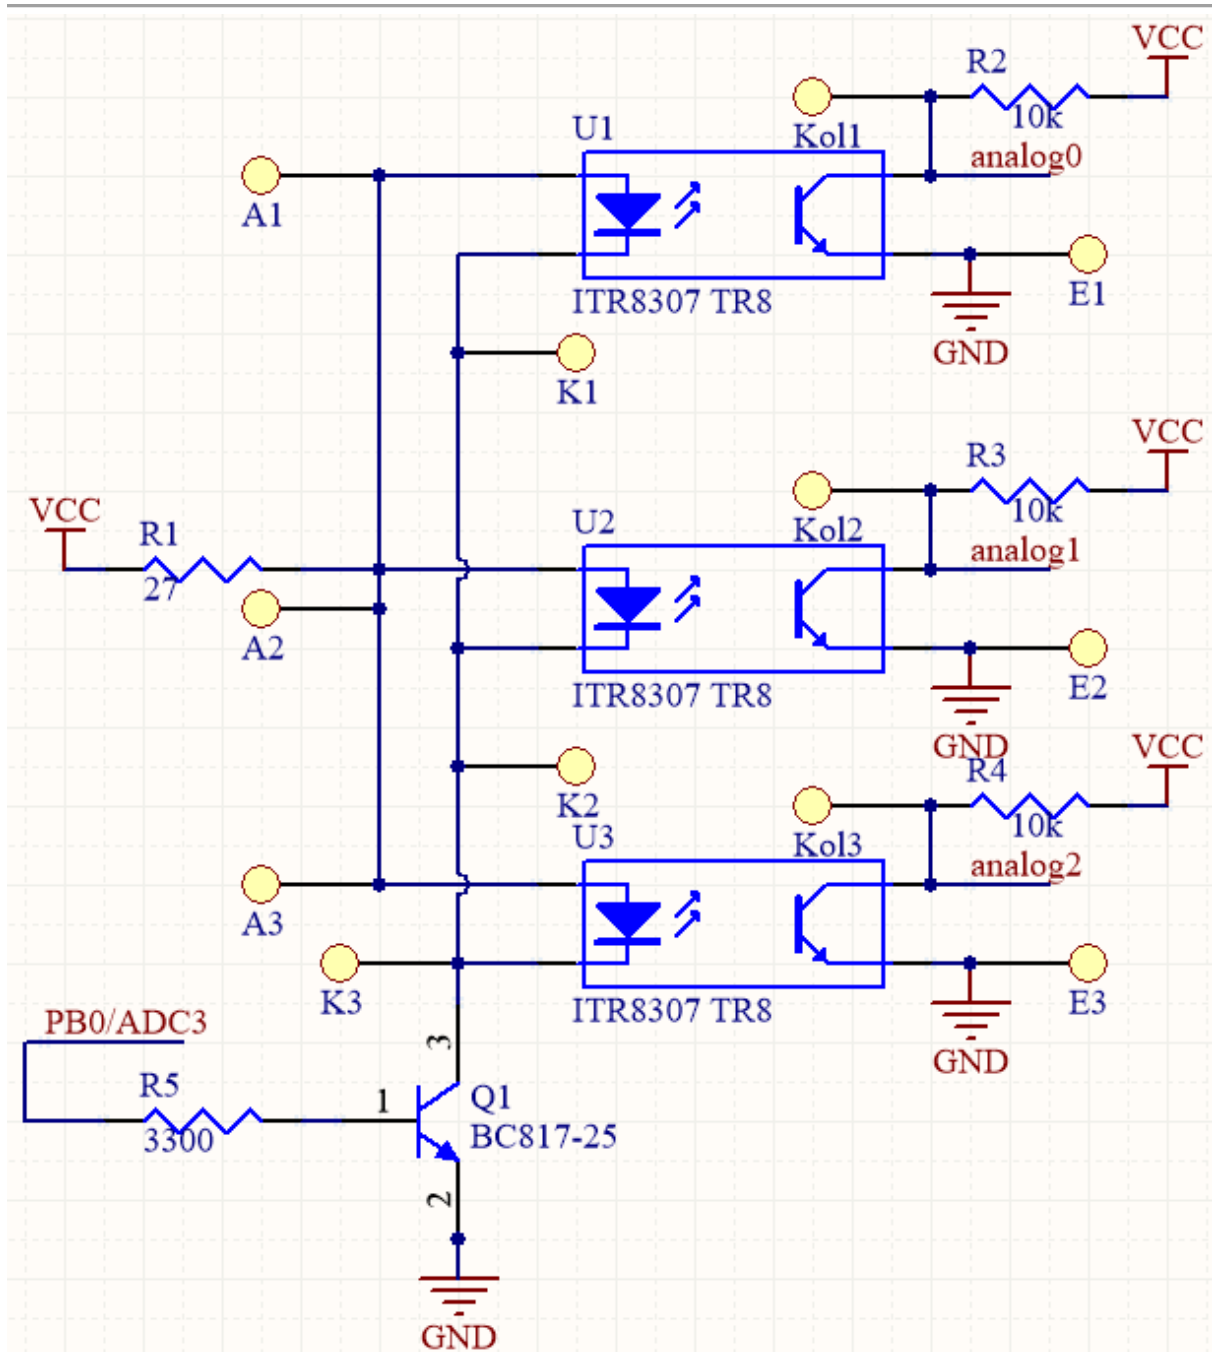 VCC
R2
10k
Kol1
analog0
U1
A1
ITR8307 TR8
E1
GND
K1
VCC
R3
10k
Kol2
analog1
VCC
R1
27
U2
A2
ITR8307 TR8
E2
GND
VCC
R4
10k
K2
U3
Kol3
analog2
A3
K3
ITR8307 TR8
E3
GND
PB0/ADC3
3
R5
3300
1
Q1
BC817-25
2
GND